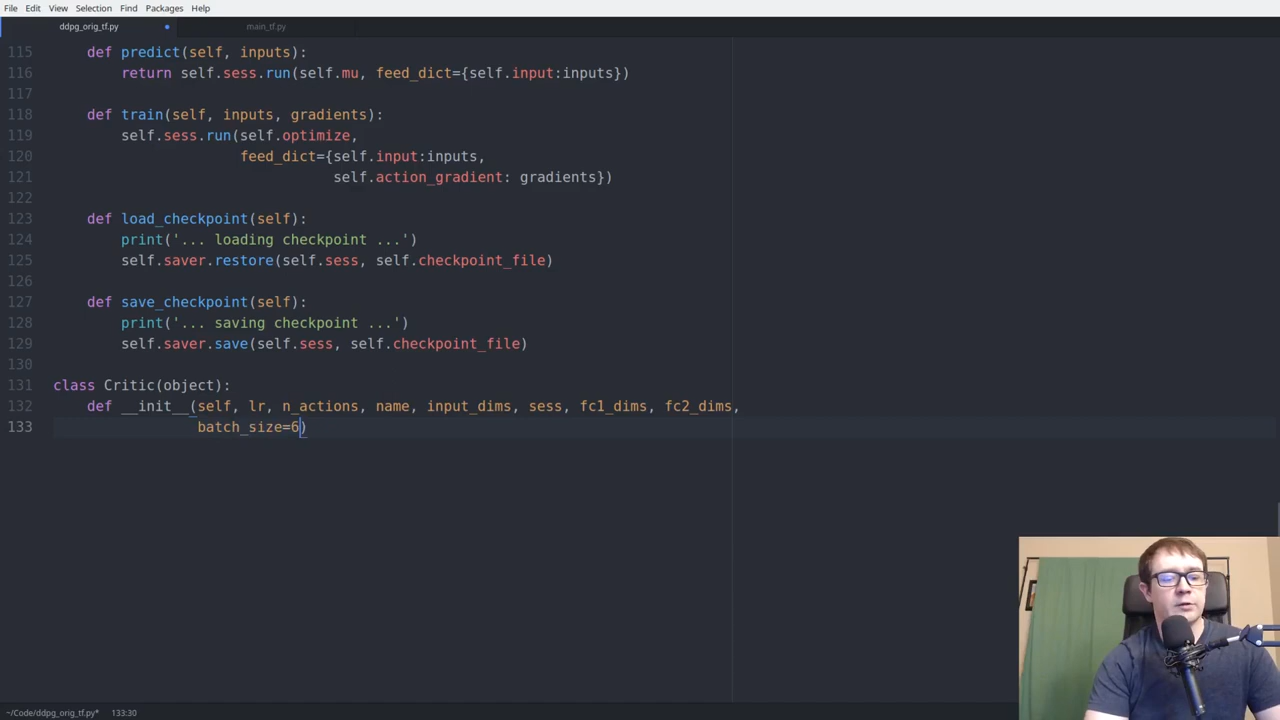 File Edit View Selection Find Packages Help
ddpg_orig_tf.py main_tf.py
115 def predict(self, inputs):
116 return self.sess.run(self.mu, feed_dict={self.input:inputs})
117
118 def train(self, inputs, gradients):
119 self.sess.run(self.optimize,
120 feed_dict={self.input:inputs,
121 self.action_gradient: gradients})
122
123 def load_checkpoint(self):
124 print('... loading checkpoint ...')
125 self.saver.restore(self.sess, self.checkpoint_file)
126
127 def save_checkpoint(self):
128 print('... saving checkpoint ...')
129 self.saver.save(self.sess, self.checkpoint_file)
130
131 class Critic(object):
132 def __init__(self, lr, n_actions, name, input_dims, sess, fc1_dims, fc2_dims,
133 batch_size=6)
~/Code/ddpg_orig_tf.py* 133:30